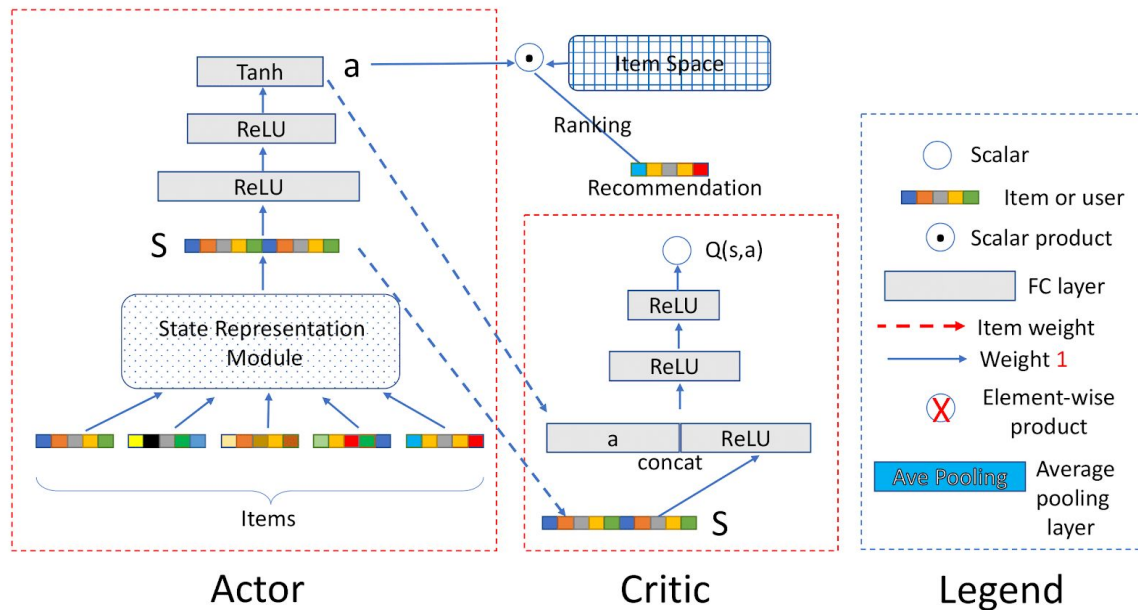 Tanh
a
ReLU
ReLU
S
State Representation
Module
Items
Actor
Item Space
Ranking
Recommendation
Q(s,a)
ReLU
ReLU
a
ReLU
concat
S
Critic
Scalar
Item or user
Scalar product
FC layer
Item weight
Weight 1
X
Element-wise
product
Ave Pooling
Average
pooling
layer
Legend